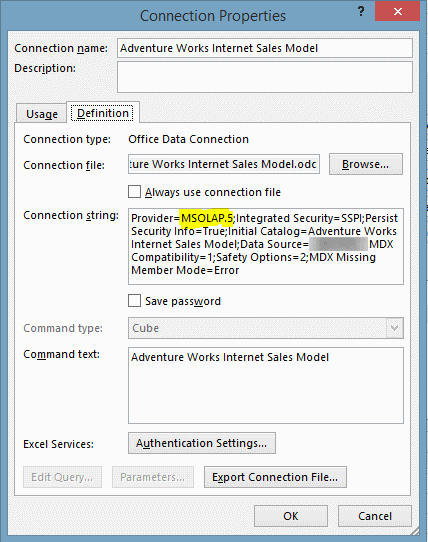 Connection Properties
? ×
Connection name: Adventure Works Internet Sales Model
Description:
Usage Definition
Connection type: Office Data Connection
Connection file: ure Works Internet Sales Model.odc Browse...
Always use connection file
Connection string: Provider=MSOLAP.5;Integrated Security=SSPI;Persist
Security Info=True;Initial Catalog=Adventure Works
Internet Sales Model;Data Source= MDX
Compatibility=1;Safety Options=2;MDX Missing
Member Mode=Error
Save password
Command type: Cube
Command text: Adventure Works Internet Sales Model
Excel Services: Authentication Settings...
Edit Query... Parameters... Export Connection File...
OK Cancel